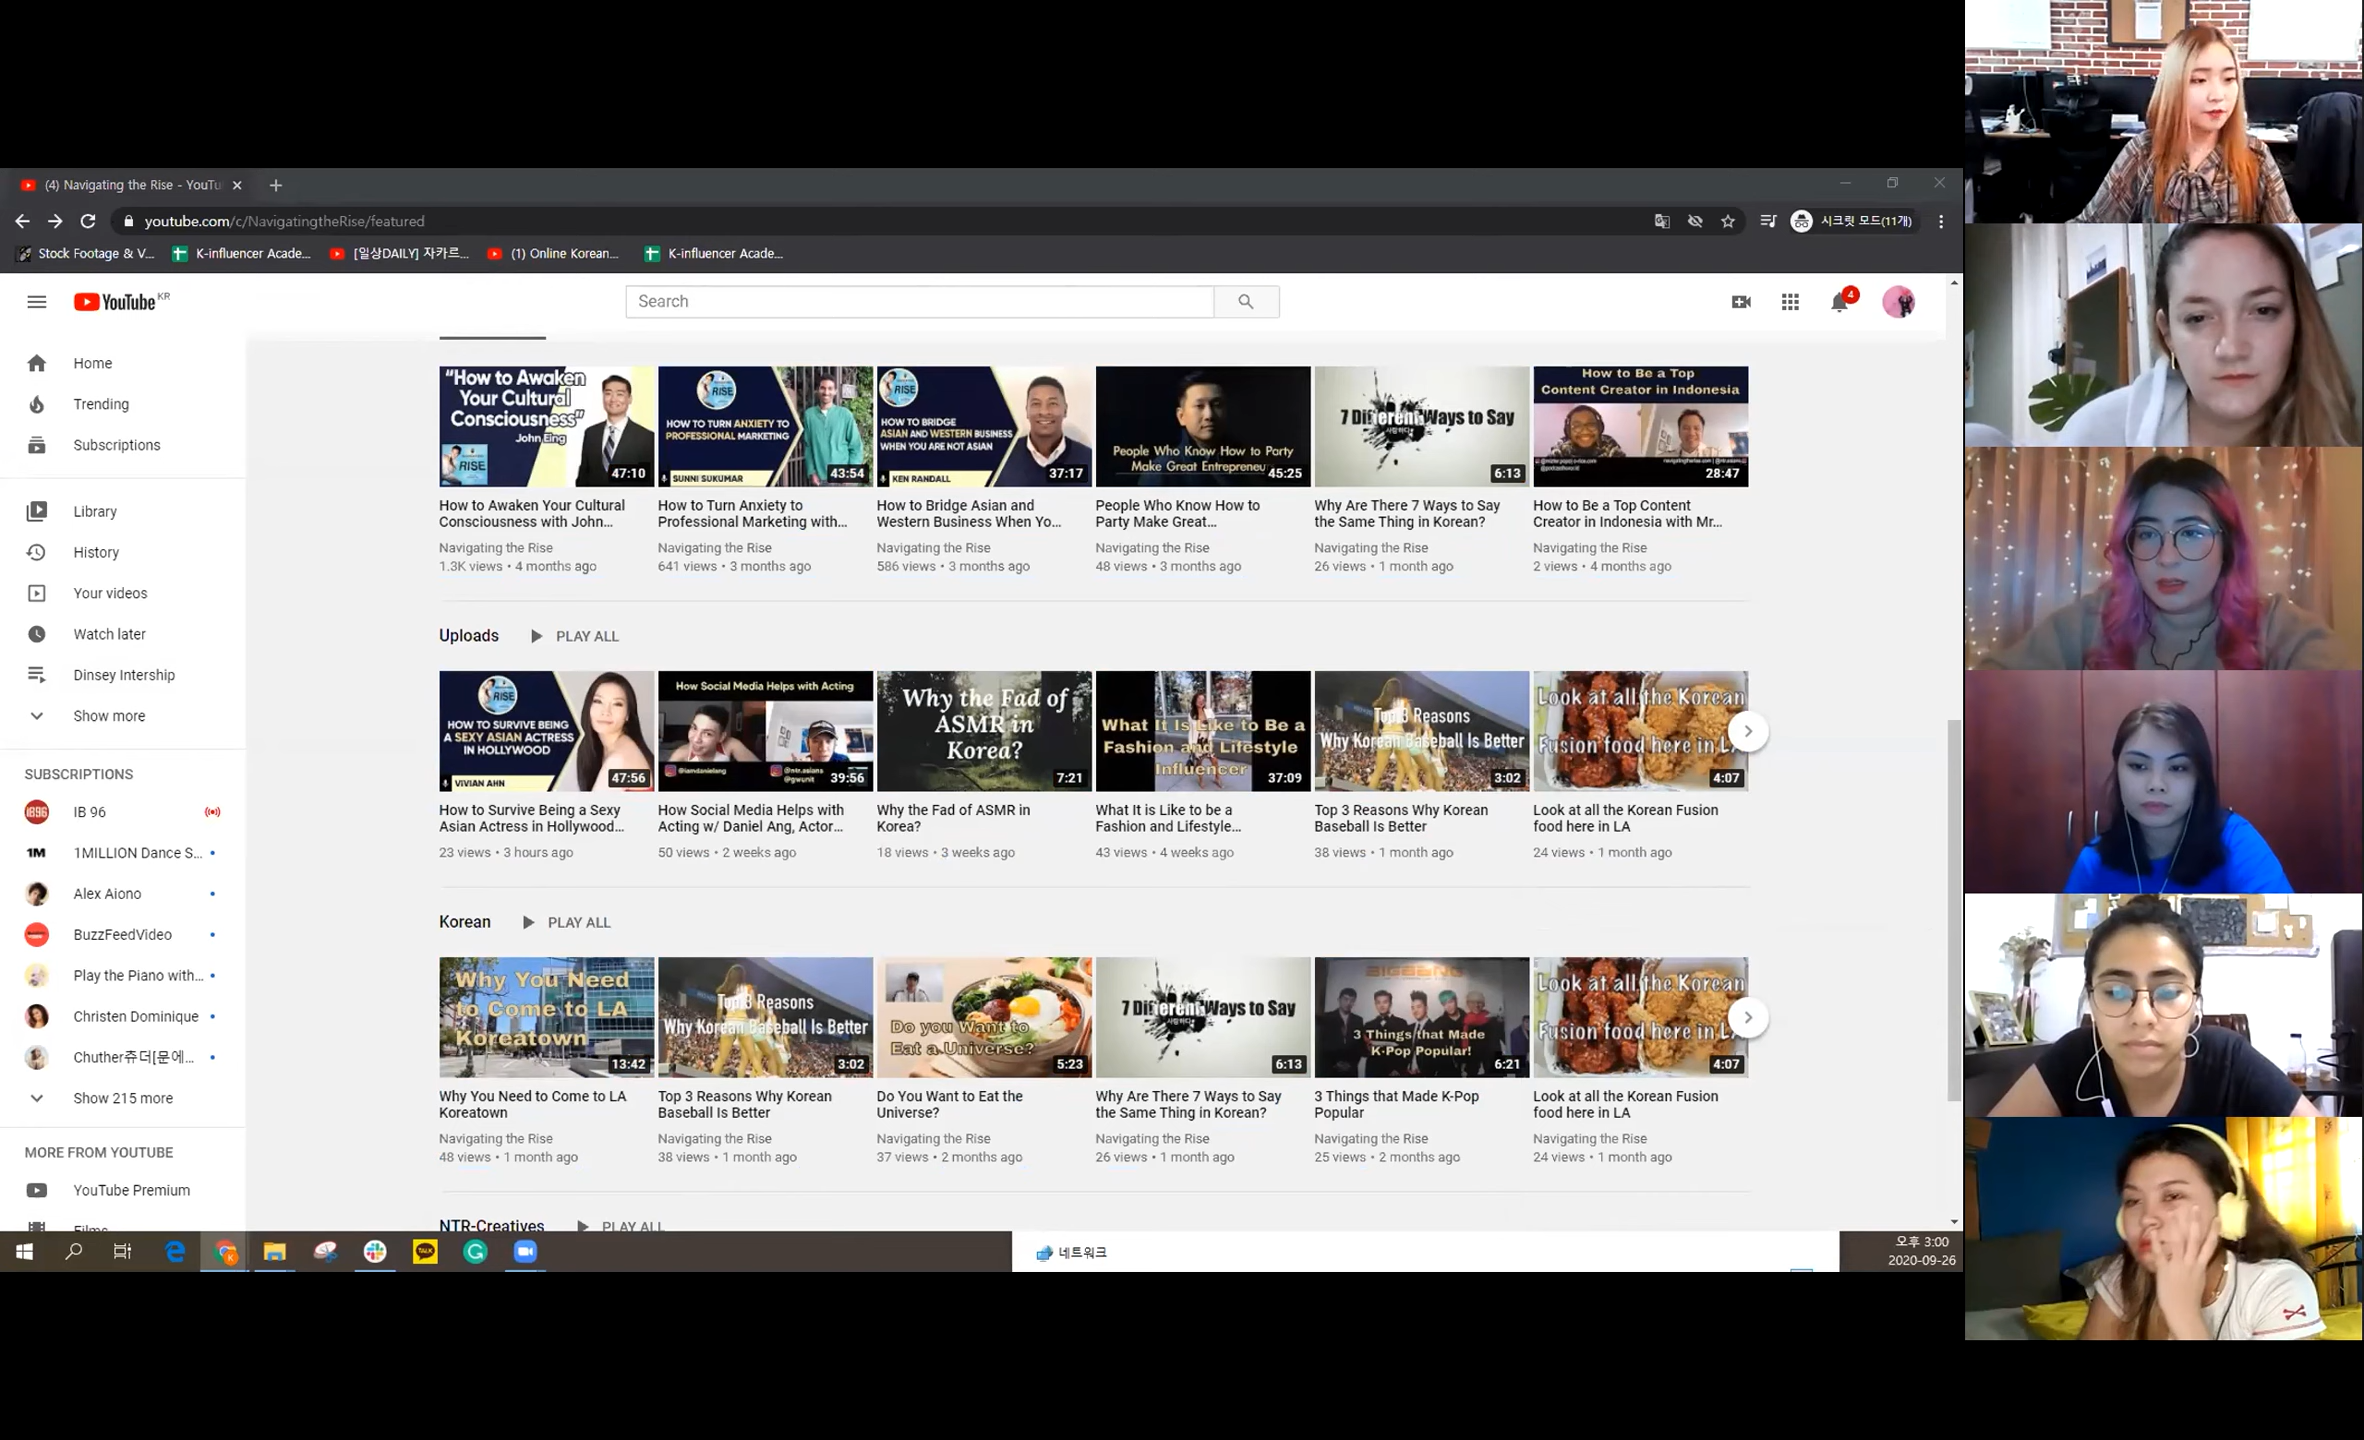 (4) Navigating the Rise - YouTu
youtube.com/c/NavigatingtheRise/featured
시크릿 모드(11개)
Stock Footage & V...
K-influencer Acade...
[일상DAILY] 자카르...
(1) Online Korean...
K-influencer Acade...
YouTube KR
Search
4
Home
Trending
Subscriptions
Library
History
Your videos
Watch later
Dinsey Intership
Show more
SUBSCRIPTIONS
IB 96
1MILLION Dance S...
Alex Aiono
BuzzFeedVideo
Play the Piano with...
Christen Dominique
Chuther츄더[문에...
Show 215 more
MORE FROM YOUTUBE
YouTube Premium
Films
"How to Awaken
Your Cultural
Consciousness"
John Eing
RISE
47:10
RISE
HOW TO TURN ANXIETY TO
PROFESSIONAL MARKETING
SUNNI SUKUMAR
43:54
RISE
HOW TO BRIDGE
ASIAN AND WESTERN BUSINESS
WHEN YOU ARE NOT ASIAN
KEN RANDALL
37:17
People Who Know How to Party
Make Great Entrepreneu
45:25
7 Different Ways to Say
사랑하다
6:13
How to Be a Top
Content Creator in Indonesia
28:47
How to Awaken Your Cultural
Consciousness with John...
Navigating the Rise
1.3K views • 4 months ago
How to Turn Anxiety to
Professional Marketing with...
Navigating the Rise
641 views • 3 months ago
How to Bridge Asian and
Western Business When Yo...
Navigating the Rise
586 views • 3 months ago
People Who Know How to
Party Make Great...
Navigating the Rise
48 views • 3 months ago
Why Are There 7 Ways to Say
the Same Thing in Korean?
Navigating the Rise
26 views • 1 month ago
How to Be a Top Content
Creator in Indonesia with Mr...
Navigating the Rise
2 views • 4 months ago
Uploads
PLAY ALL
RISE
HOW TO SURVIVE BEING
A SEXY ASIAN ACTRESS
IN HOLLYWOOD
VIVIAN AHN
47:56
How Social Media Helps with Acting
@iamdanielang
@ntr.asians
@gwunit
39:56
Why the Fad of
ASMR in
Korea?
7:21
What It Is Like to Be a
Fashion and Lifestyle
Influencer
37:09
Top 3 Reasons
Why Korean Baseball Is Better
3:02
Look at all the Korean
Fusion food here in LA
4:07
How to Survive Being a Sexy
Asian Actress in Hollywood...
23 views • 3 hours ago
How Social Media Helps with
Acting w/ Daniel Ang, Actor...
50 views • 2 weeks ago
Why the Fad of ASMR in
Korea?
18 views • 3 weeks ago
What It is Like to be a
Fashion and Lifestyle...
43 views • 4 weeks ago
Top 3 Reasons Why Korean
Baseball Is Better
38 views • 1 month ago
Look at all the Korean Fusion
food here in LA
24 views • 1 month ago
Korean
PLAY ALL
Why You Need
to Come to LA
Koreatown
13:42
Top 3 Reasons
Why Korean Baseball Is Better
3:02
Do you Want to
Eat a Universe?
5:23
7 Different Ways to Say
사랑하다
6:13
BIGBANG
3 Things that Made
K-Pop Popular!
6:21
Look at all the Korean
Fusion food here in LA
4:07
Why You Need to Come to LA
Koreatown
Navigating the Rise
48 views • 1 month ago
Top 3 Reasons Why Korean
Baseball Is Better
Navigating the Rise
38 views • 1 month ago
Do You Want to Eat the
Universe?
Navigating the Rise
37 views • 2 months ago
Why Are There 7 Ways to Say
the Same Thing in Korean?
Navigating the Rise
26 views • 1 month ago
3 Things that Made K-Pop
Popular
Navigating the Rise
25 views • 2 months ago
Look at all the Korean Fusion
food here in LA
Navigating the Rise
24 views • 1 month ago
NTR-Creatives
PLAY ALL
네트워크
오후 3:00
2020-09-26